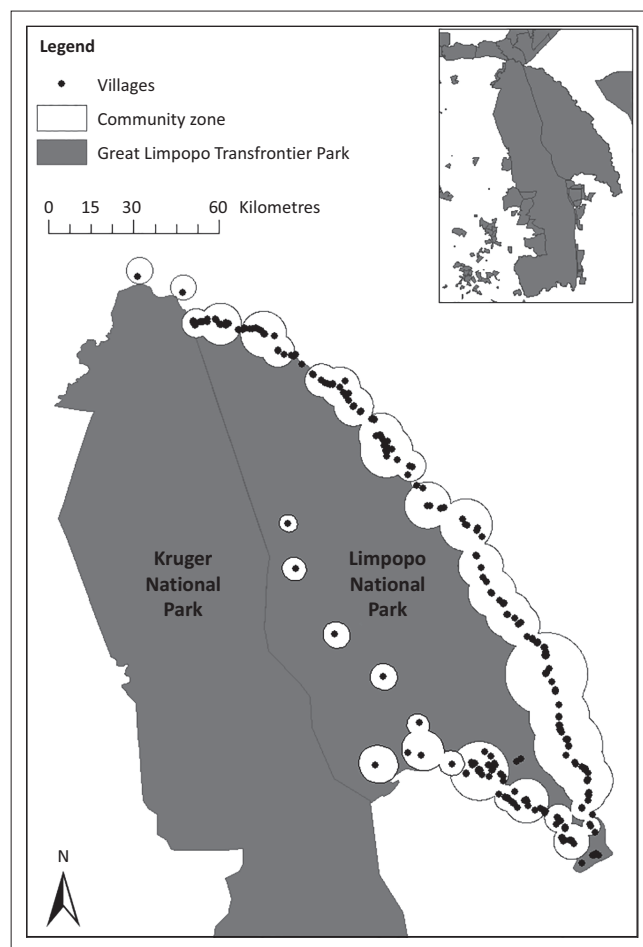 Legend
Villages
Community zone
Great Limpopo Transfrontier Park
0 15 30 60 Kilometres
Kruger
National
Park
Limpopo
National
Park
N